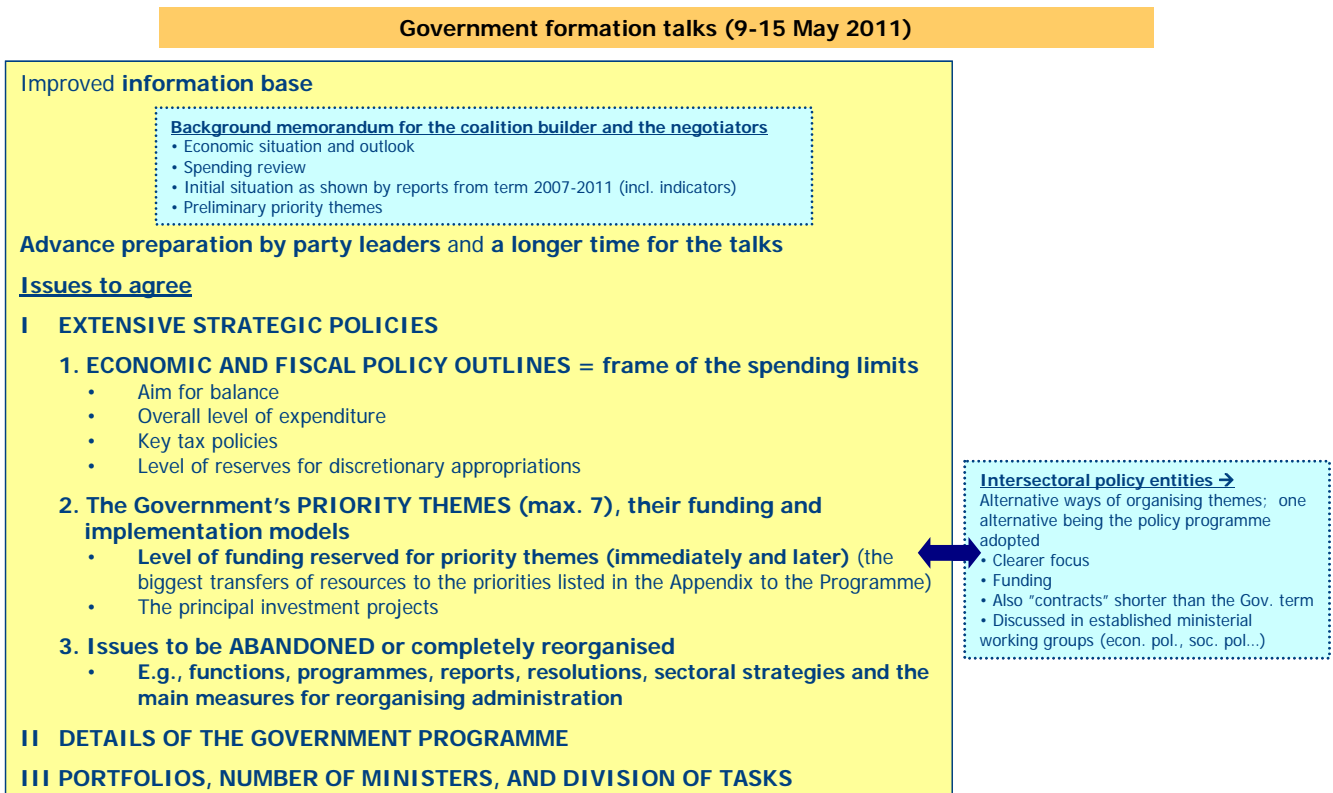 Government formation talks (9-15 May 2011)
Improved information base
Background memorandum for the coalition builder and the negotiators
• Economic situation and outlook
• Spending review
• Initial situation as shown by reports from term 2007-2011 (incl. indicators)
• Preliminary priority themes
Advance preparation by party leaders and a longer time for the talks
Issues to agree
I EXTENSIVE STRATEGIC POLICIES
1. ECONOMIC AND FISCAL POLICY OUTLINES = frame of the spending limits
• Aim for balance
• Overall level of expenditure
• Key tax policies
• Level of reserves for discretionary appropriations
2. The Government's PRIORITY THEMES (max. 7), their funding and
implementation models
• Level of funding reserved for priority themes (immediately and later) (the
biggest transfers of resources to the priorities listed in the Appendix to the Programme)
• The principal investment projects
3. Issues to be ABANDONED or completely reorganised
• E.g., functions, programmes, reports, resolutions, sectoral strategies and the
main measures for reorganising administration
II DETAILS OF THE GOVERNMENT PROGRAMME
III PORTFOLIOS, NUMBER OF MINISTERS, AND DIVISION OF TASKS
Intersectoral policy entities →
Alternative ways of organising themes; one
alternative being the policy programme
adopted
• Clearer focus
• Funding
• Also "contracts" shorter than the Gov. term
• Discussed in established ministerial
working groups (econ. pol., soc. pol...)